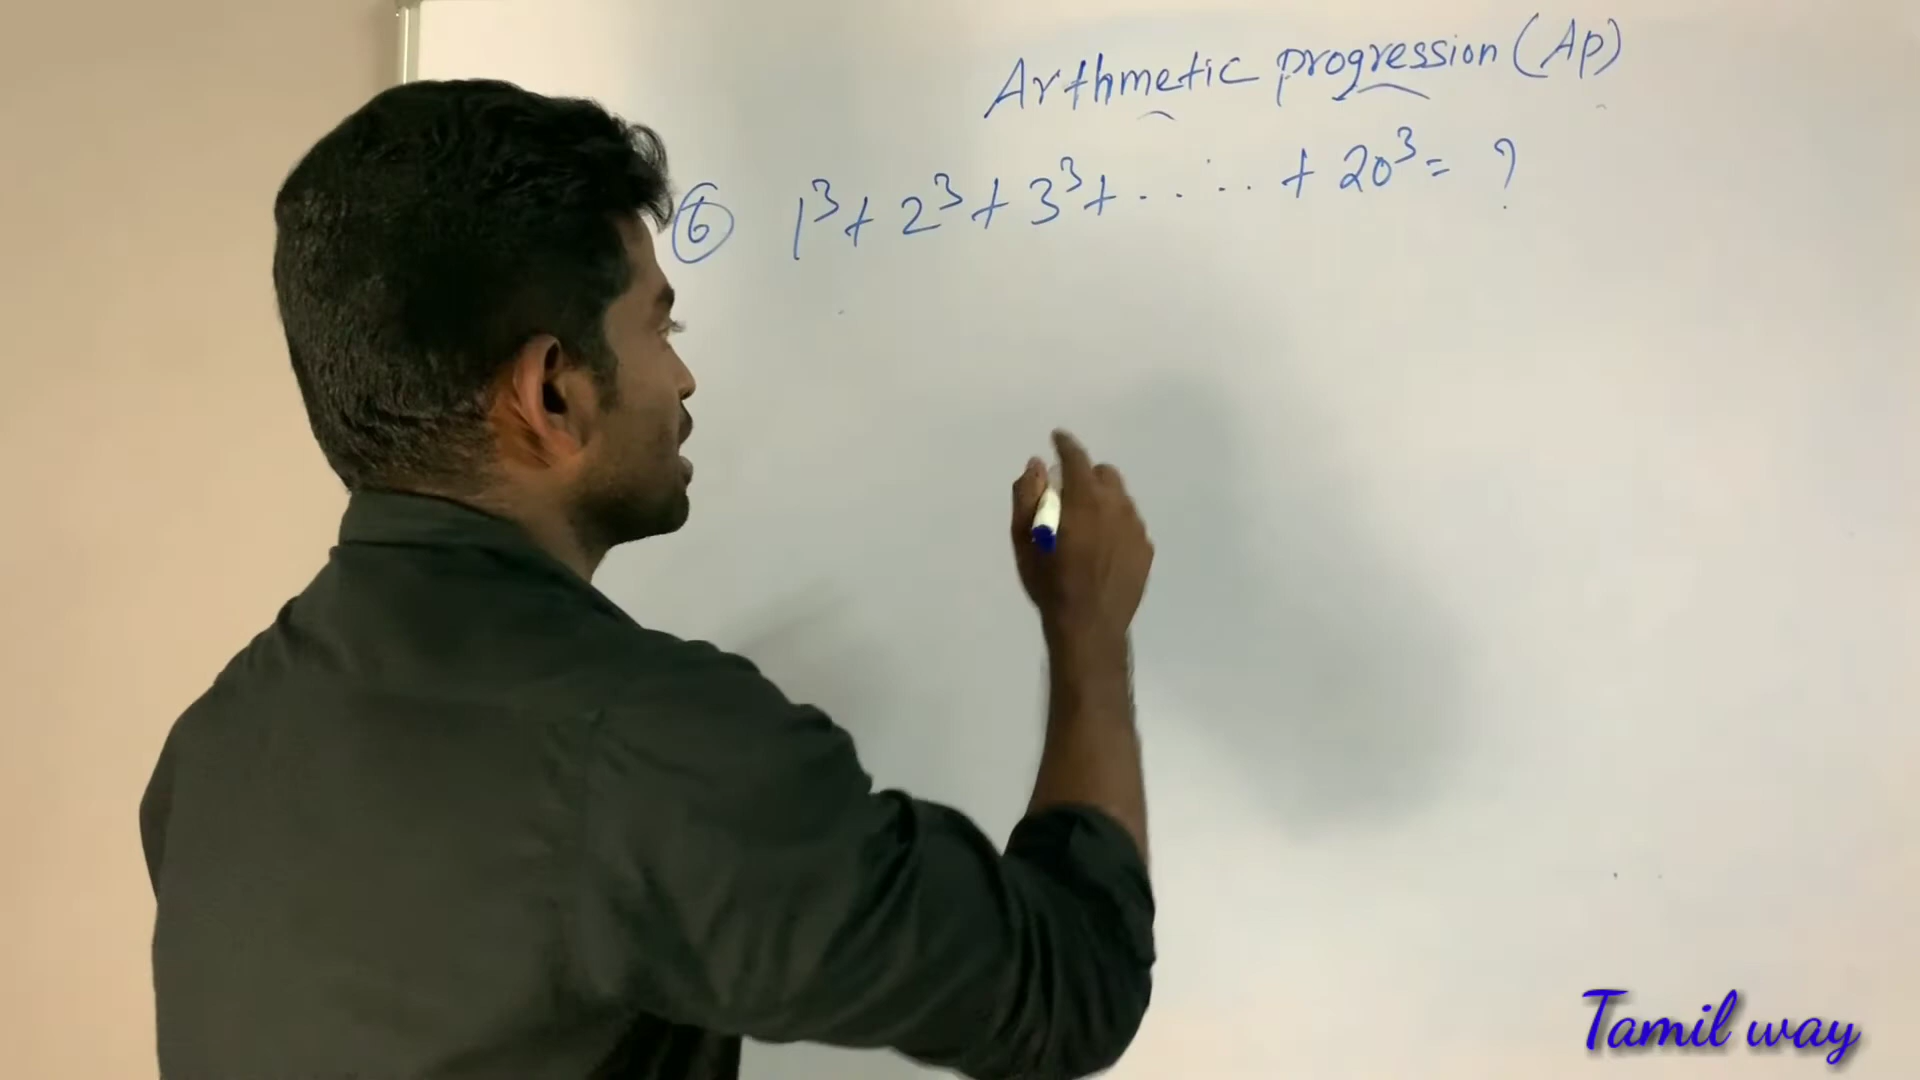 Arthmetic progression (Ap)
⑥ 1³ + 2³ + 3³ + ...... + 20³ = ?
Tamil way